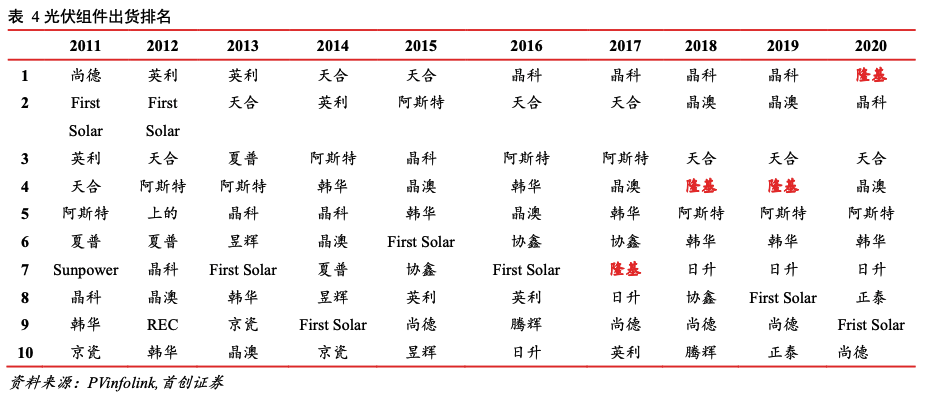 表 4 光伏组件出货排名
2011 2012 2013 2014 2015 2016 2017 2018 2019 2020
1 尚德 英利 英利 天合 天合 晶科 晶科 晶科 晶科 隆基
2 First First 天合 英利 阿斯特 天合 天合 晶澳 晶澳 晶科
Solar Solar
3 英利 天合 夏普 阿斯特 晶科 阿斯特 阿斯特 天合 天合 天合
4 天合 阿斯特 阿斯特 韩华 晶澳 韩华 晶澳 隆基 隆基 晶澳
5 阿斯特 上的 晶科 晶科 韩华 晶澳 韩华 阿斯特 阿斯特 阿斯特
6 夏普 夏普 昱辉 晶澳 First Solar 协鑫 协鑫 韩华 韩华 韩华
7 Sunpower 晶科 First Solar 夏普 协鑫 First Solar 隆基 日升 日升 日升
8 晶科 晶澳 韩华 昱辉 英利 英利 日升 协鑫 First Solar 正泰
9 韩华 REC 京瓷 First Solar 尚德 腾辉 尚德 尚德 尚德 Frist Solar
10 京瓷 韩华 晶澳 京瓷 昱辉 日升 英利 腾辉 正泰 尚德
资料来源：PVinfolink, 首创证券